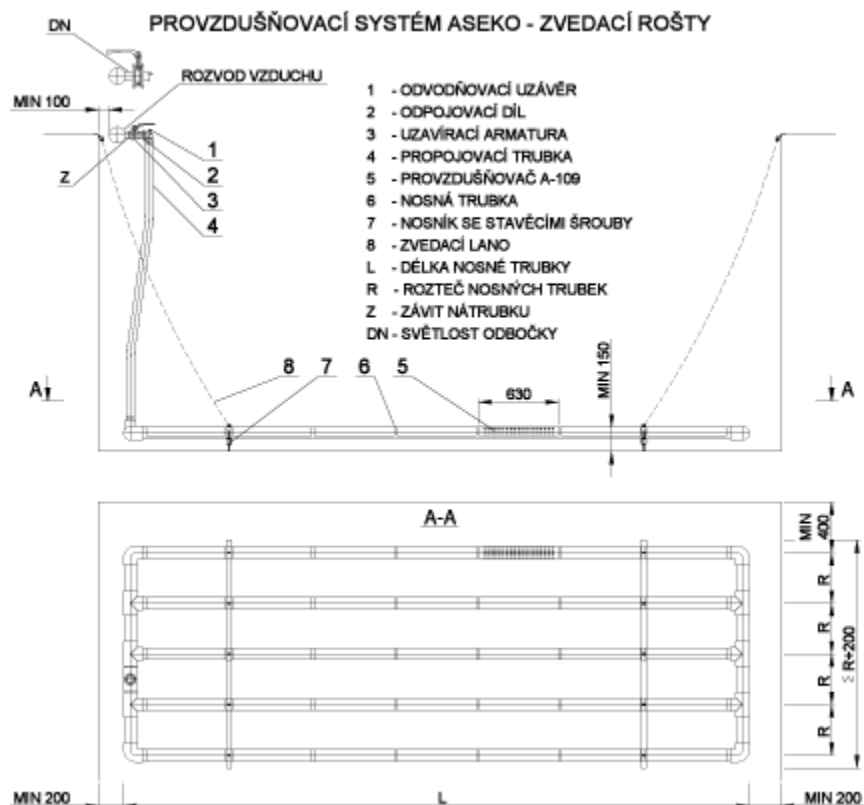 PROVZDUŠŇOVACÍ SYSTÉM ASEKO - ZVEDACÍ ROŠTY
DN
ROZVOD VZDUCHU
MIN 100
Z
1
2
3
4
1 - ODVODŇOVACÍ UZÁVĚR
2 - ODPOJOVACÍ DÍL
3 - UZAVÍRACÍ ARMATURA
4 - PROPOJOVACÍ TRUBKA
5 - PROVZDUŠŇOVAČ A-109
6 - NOSNÁ TRUBKA
7 - NOSNÍK SE STAVĚCÍMI ŠROUBY
8 - ZVEDACÍ LANO
L - DÉLKA NOSNÉ TRUBKY
R - ROZTEČ NOSNÝCH TRUBEK
Z - ZÁVIT NÁTRUBKU
DN - SVĚTLOST ODBOČKY
A
8
7
6
5
630
MIN 150
A
A-A
MIN 400
R
R
R
R
≤ R+200
MIN 200
L
MIN 200